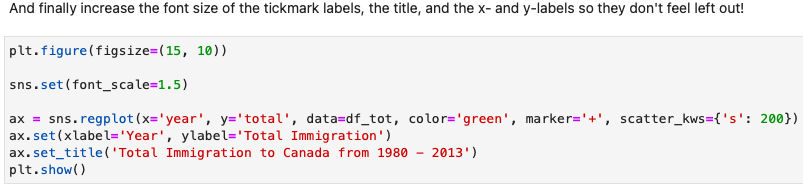 And finally increase the font size of the tickmark labels, the title, and the x- and y-labels so they don't feel left out!
plt.figure(figsize=(15, 10))
sns.set(font_scale=1.5)
ax = sns.regplot(x='year', y='total', data=df_tot, color='green', marker='+', scatter_kws={'s': 200})
ax.set(xlabel='Year', ylabel='Total Immigration')
ax.set_title('Total Immigration to Canada from 1980 - 2013')
plt.show()